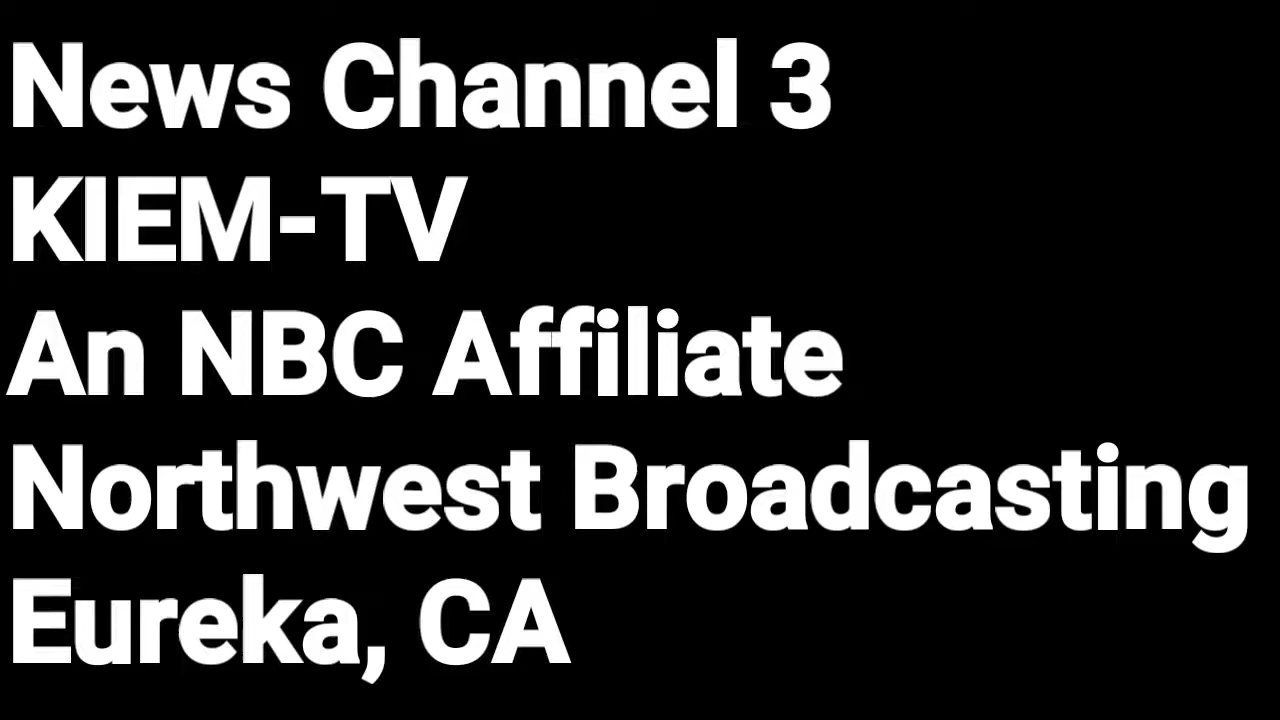 News Channel 3
KIEM-TV
An NBC Affiliate
Northwest Broadcasting
Eureka, CA